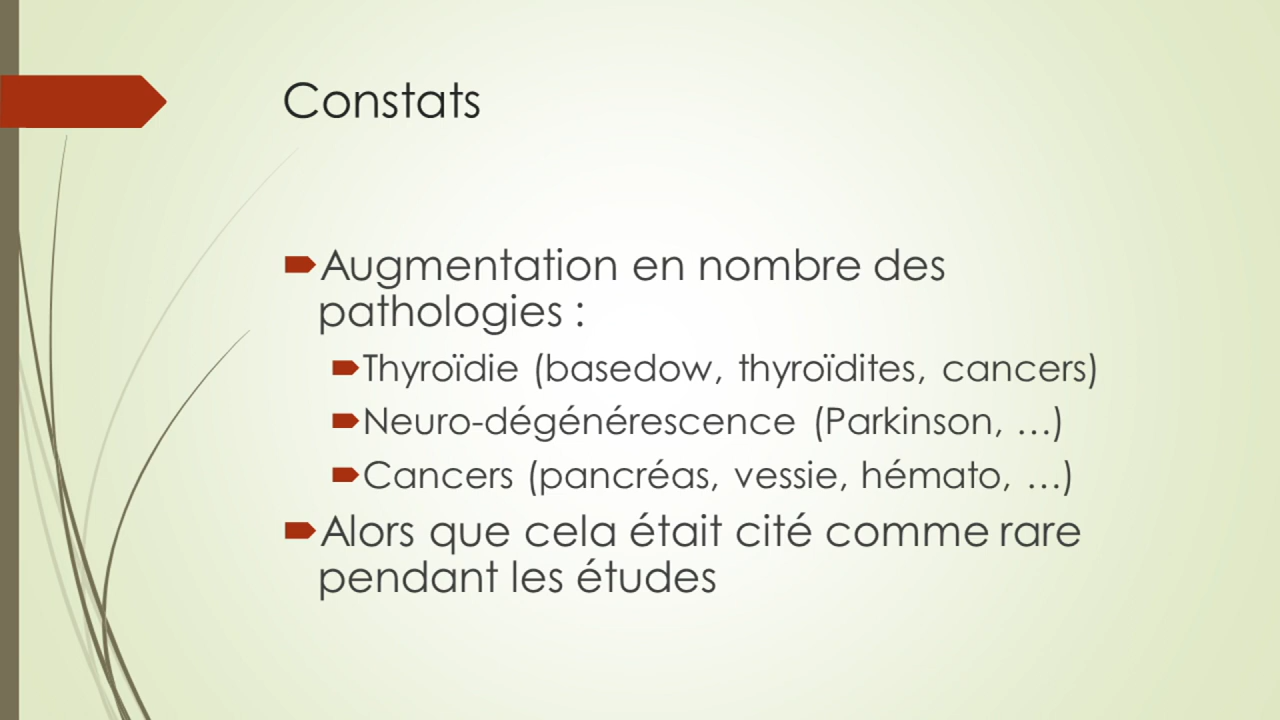 Constats
Augmentation en nombre des
pathologies :
Thyroïdie (basedow, thyroïdites, cancers)
Neuro-dégénérescence (Parkinson, …)
Cancers (pancréas, vessie, hémato, …)
Alors que cela était cité comme rare
pendant les études